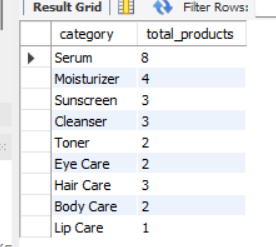 Result Grid Filter Rows:
category total_products
Serum 8
Moisturizer 4
Sunscreen 3
Cleanser 3
Toner 2
Eye Care 2
Hair Care 3
Body Care 2
Lip Care 1